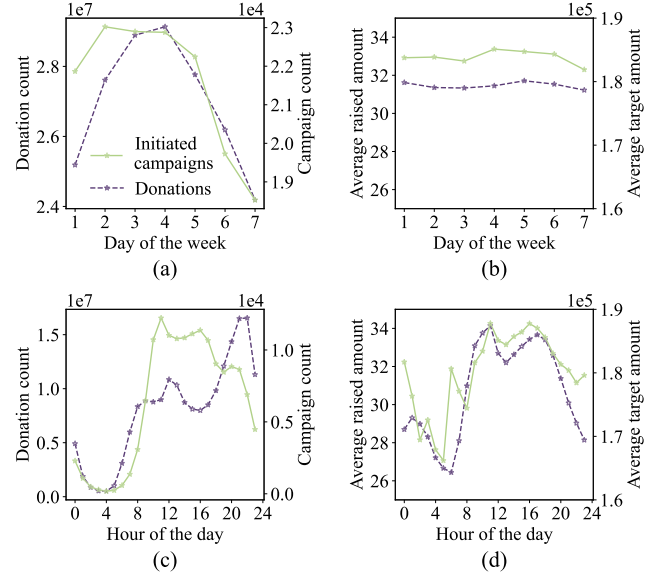 1e7
1e4
Donation count
2.8
2.6
2.4
Initiated
campaigns
Donations
2.3
2.2
2.1
2.0
1.9
Campaign count
1 2 3 4 5 6 7
Day of the week
(a)
1e5
Average raised amount
34
32
30
28
26
1.9
1.8
1.7
1.6
Average target amount
1 2 3 4 5 6 7
Day of the week
(b)
1e7
1e4
Donation count
1.5
1.0
0.5
0.0
1.0
0.5
0.0
Campaign count
0 4 8 12 16 20 24
Hour of the day
(c)
1e5
Average raised amount
34
32
30
28
26
1.9
1.8
1.7
1.6
Average target amount
0 4 8 12 16 20 24
Hour of the day
(d)